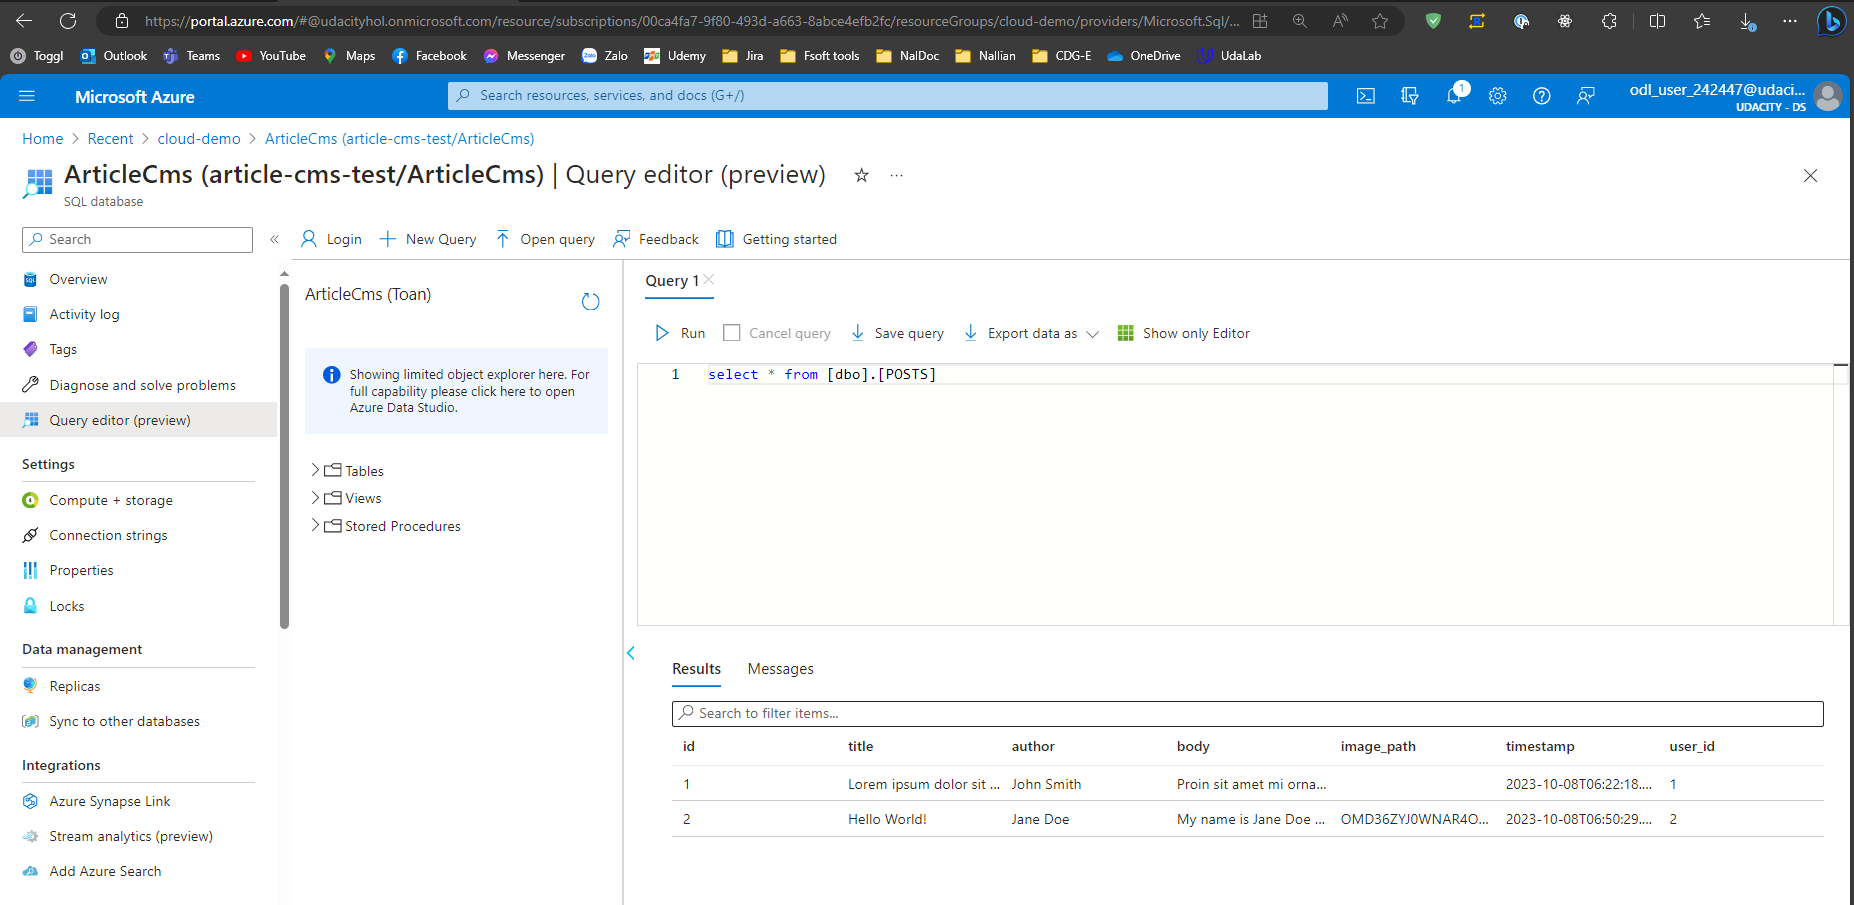 https://portal.azure.com/#@udacityhol.onmicrosoft.com/resource/subscriptions/00ca4fa7-9f80-493d-a663-8abce4efb2fc/resourceGroups/cloud-demo/providers/Microsoft.Sql/...
Toggl Outlook Teams YouTube Maps Facebook Messenger Zalo Udemy Jira Fsoft tools NalDoc Nallian CDG-E OneDrive UdaLab
Microsoft Azure
Search resources, services, and docs (G+/)
1
odl_user_242447@udaci...
UDACITY - DS
Home > Recent > cloud-demo > ArticleCms (article-cms-test/ArticleCms)
ArticleCms (article-cms-test/ArticleCms) | Query editor (preview)
SQL database
Search
Login
New Query
Open query
Feedback
Getting started
Overview
Activity log
Tags
Diagnose and solve problems
Query editor (preview)
Settings
Compute + storage
Connection strings
Properties
Locks
Data management
Replicas
Sync to other databases
Integrations
Azure Synapse Link
Stream analytics (preview)
Add Azure Search
ArticleCms (Toan)
Showing limited object explorer here. For
full capability please click here to open
Azure Data Studio.
Tables
Views
Stored Procedures
Query 1
Run
Cancel query
Save query
Export data as
Show only Editor
1 select * from [dbo].[POSTS]
Results Messages
Search to filter items...
id title author body image_path timestamp user_id
1 Lorem ipsum dolor sit ... John Smith Proin sit amet mi orna... 2023-10-08T06:22:18.... 1
2 Hello World! Jane Doe My name is Jane Doe ... OMD36ZYJ0WNAR4O... 2023-10-08T06:50:29.... 2